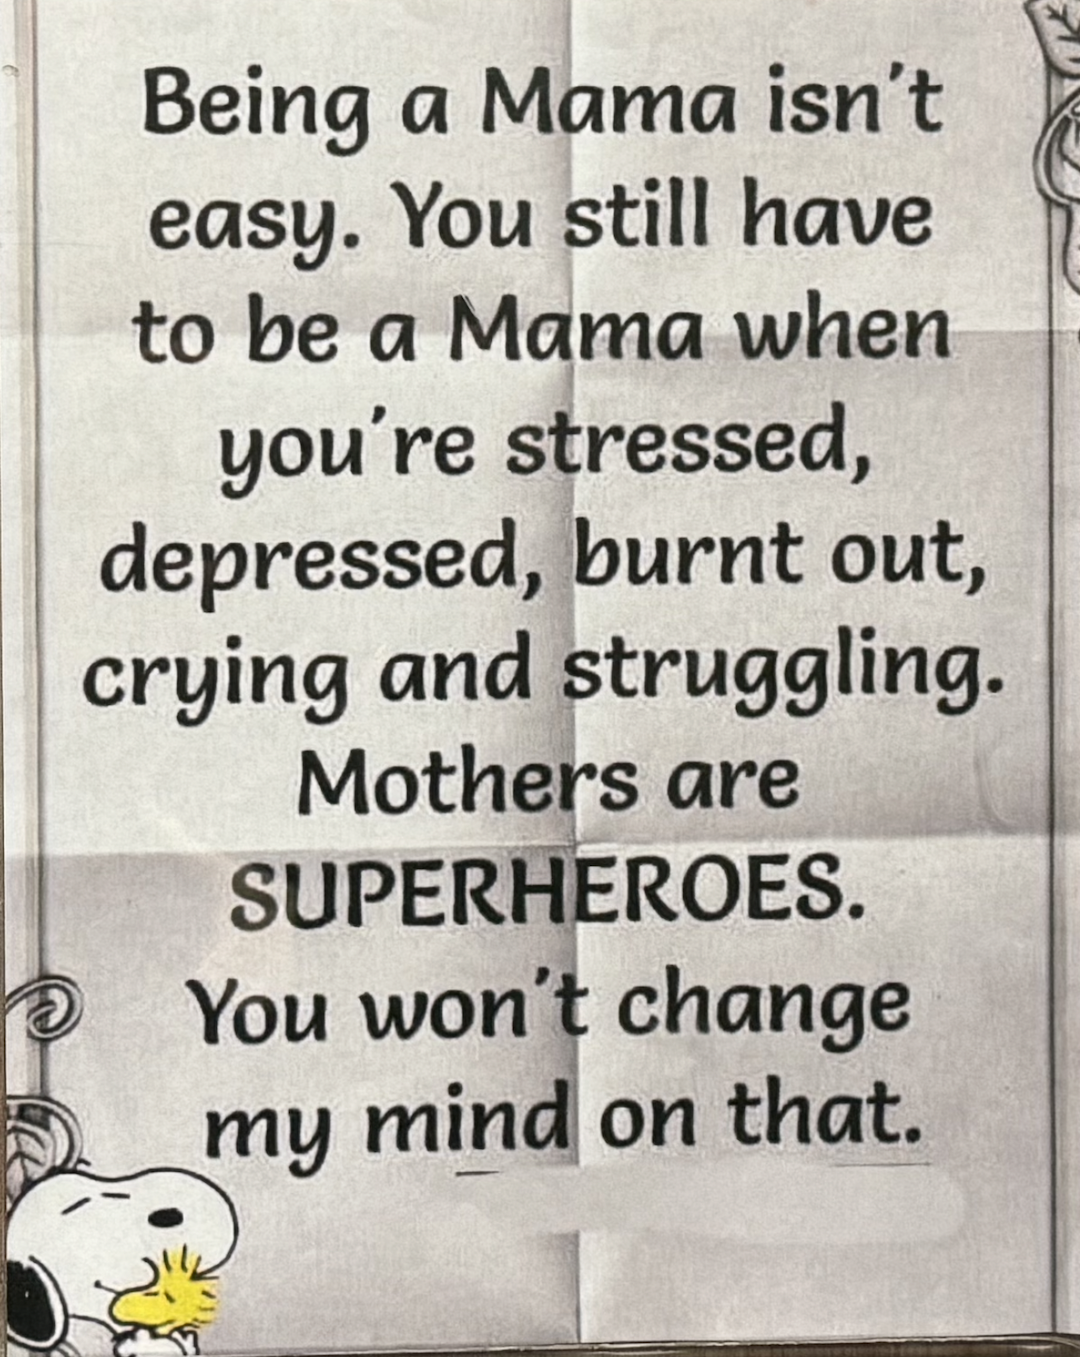 Being a Mama isn't
easy. You still have
to be a Mama when
you're stressed,
depressed, burnt out,
crying and struggling.
Mothers are
SUPERHEROES.
You won't change
my mind on that.